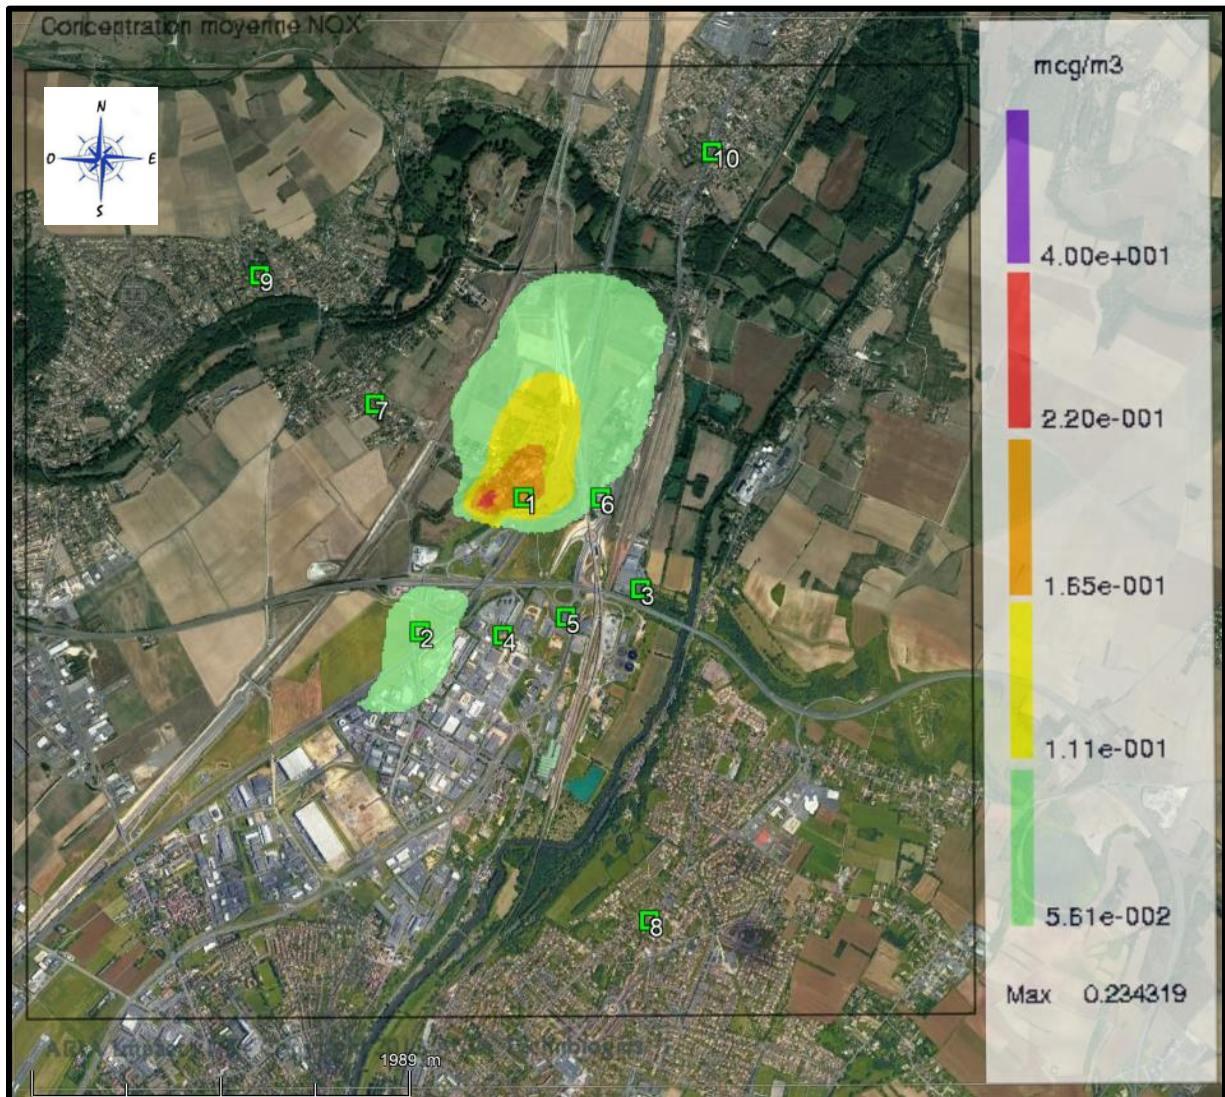 Concentration moyenne NOX
mcg/m3
N
O E
S
10
4.00e+001
9
7
2.20e-001
1
6
1.65e-001
3
5
2
4
1.11e-001
5.61e-002
8
Max 0.234319
1989 m